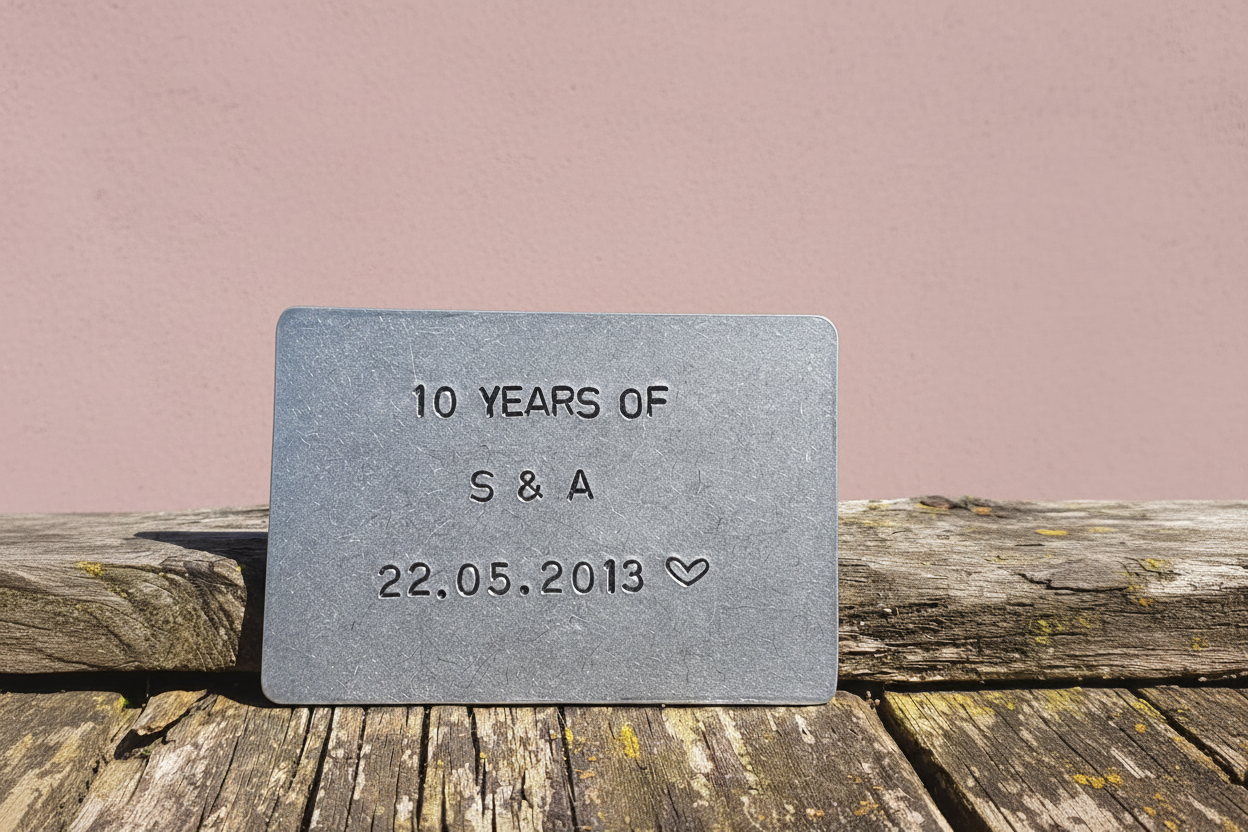 10 YEARS OF
S & A
22.05.2013 ♡